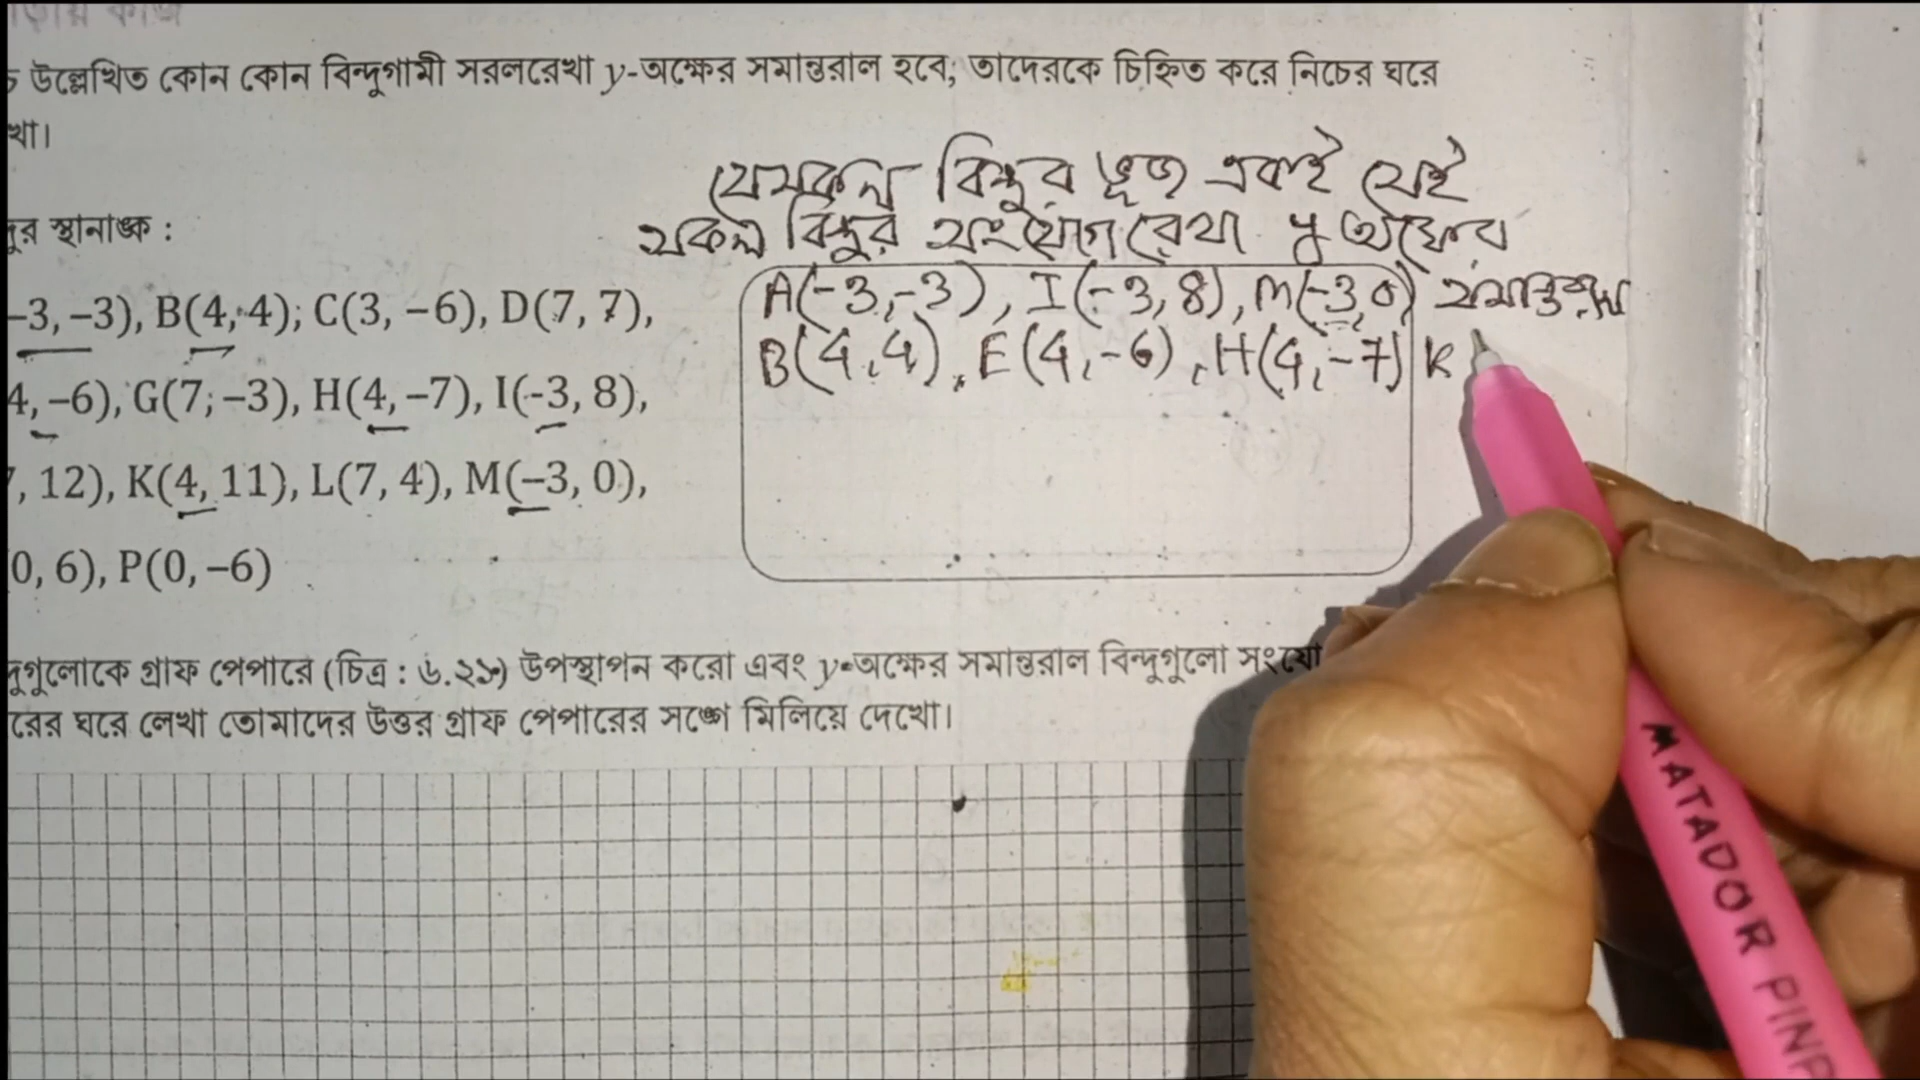 উল্লেখিত কোন কোন বিন্দুগামী সরলরেখা y-অক্ষের সমান্তরাল হবে, তাদেরকে চিহ্নিত করে নিচের ঘরে
খা।
যেসকল বিন্দুর ভূজ একই সেই
সকল বিন্দুর সংযোগ রেখা y অক্ষের
সমান্তরাল
স্থানাঙ্ক :
–3, –3), B(4, 4); C(3, –6), D(7, 7),
A(-3,-3), I(-3, 8), M(-3,0)
4, –6), G(7; –3), H(4, –7), I(-3, 8),
B(4,4), E(4,-6), H(4,-7) K
, 12), K(4, 11), L(7, 4), M(–3, 0),
0, 6), P(0, –6)
গুলোকে গ্রাফ পেপারে (চিত্র : ৬.২১) উপস্থাপন করো এবং y-অক্ষের সমান্তরাল বিন্দুগুলো সংযো
রের ঘরে লেখা তোমাদের উত্তর গ্রাফ পেপারের সঙ্গে মিলিয়ে দেখো।
MATADOR PINP